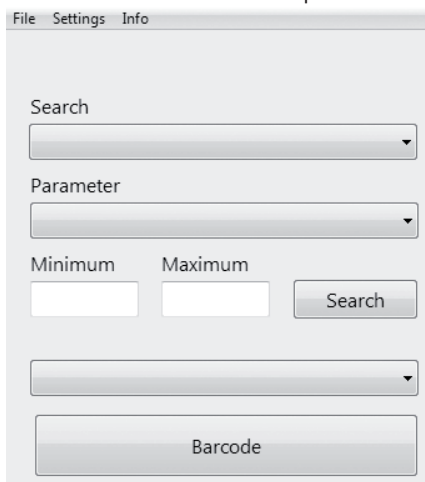 File Settings Info
Search
Parameter
Minimum Maximum
Search
Barcode